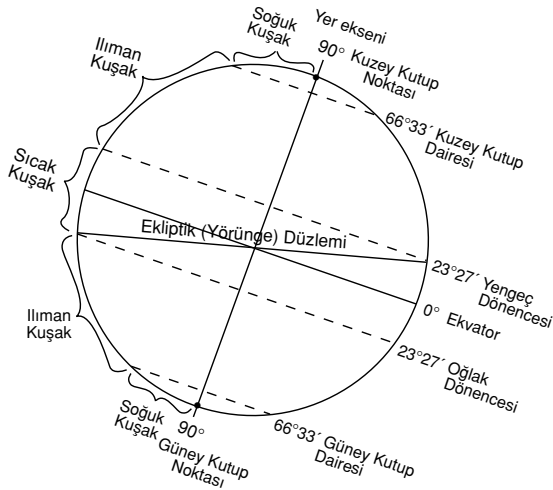 Yer ekseni
Soğuk
Kuşak
90° Kuzey Kutup
Noktası
Ilıman
Kuşak
66°33´ Kuzey Kutup
Dairesi
Sıcak
Kuşak
Ekliptik (Yörünge) Düzlemi
23°27´ Yengeç
Dönencesi
0° Ekvator
Ilıman
Kuşak
23°27´ Oğlak
Dönencesi
Soğuk
Kuşak
90°
Güney Kutup
Noktası
66°33´ Güney Kutup
Dairesi